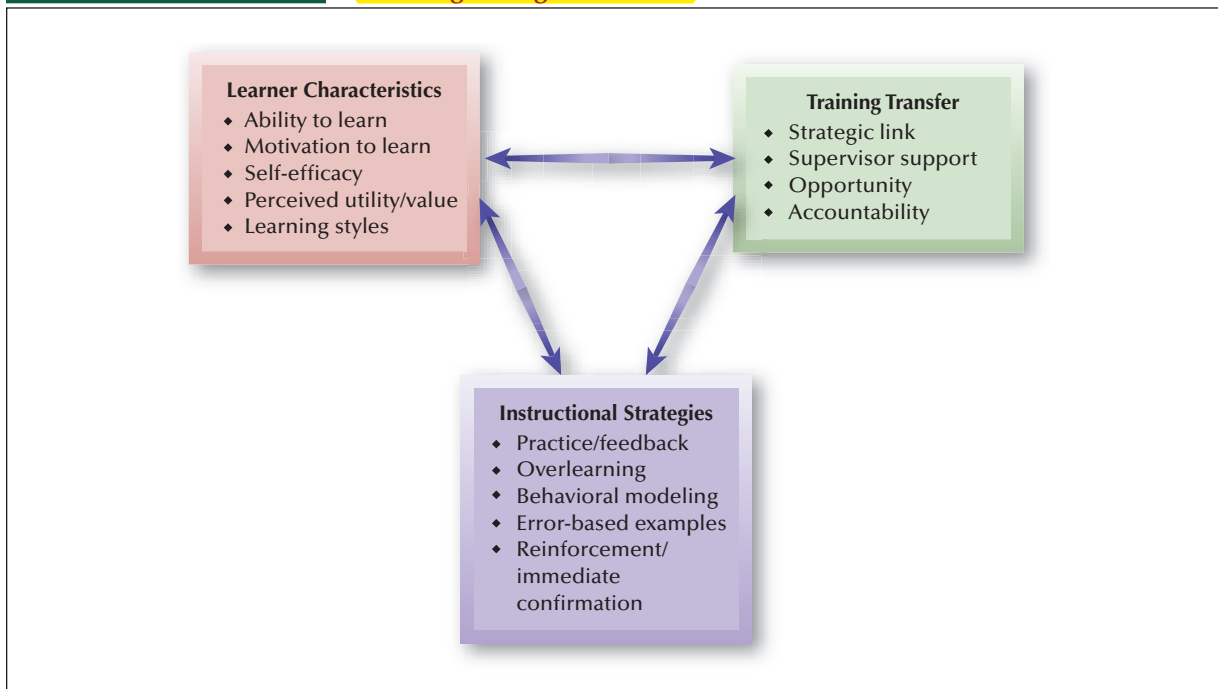 Learner Characteristics
◆ Ability to learn
◆ Motivation to learn
◆ Self-efficacy
◆ Perceived utility/value
◆ Learning styles
Training Transfer
◆ Strategic link
◆ Supervisor support
◆ Opportunity
◆ Accountability
Instructional Strategies
◆ Practice/feedback
◆ Overlearning
◆ Behavioral modeling
◆ Error-based examples
◆ Reinforcement/
immediate
confirmation